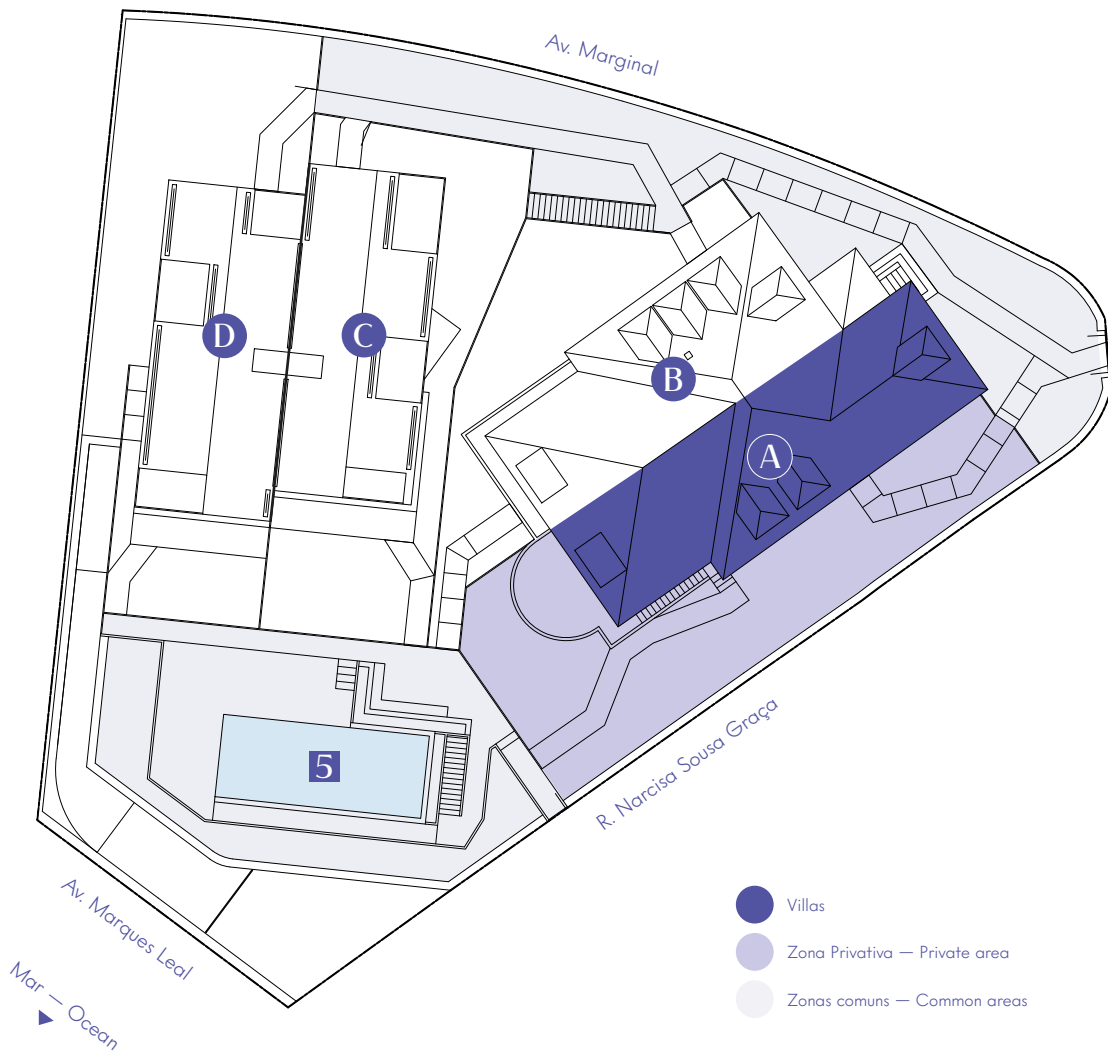 Av. Marginal
D
C
B
A
5
R. Narcisa Sousa Graça
Av. Marques Leal
Mar — Ocean
Villas
Zona Privativa — Private area
Zonas comuns — Common areas